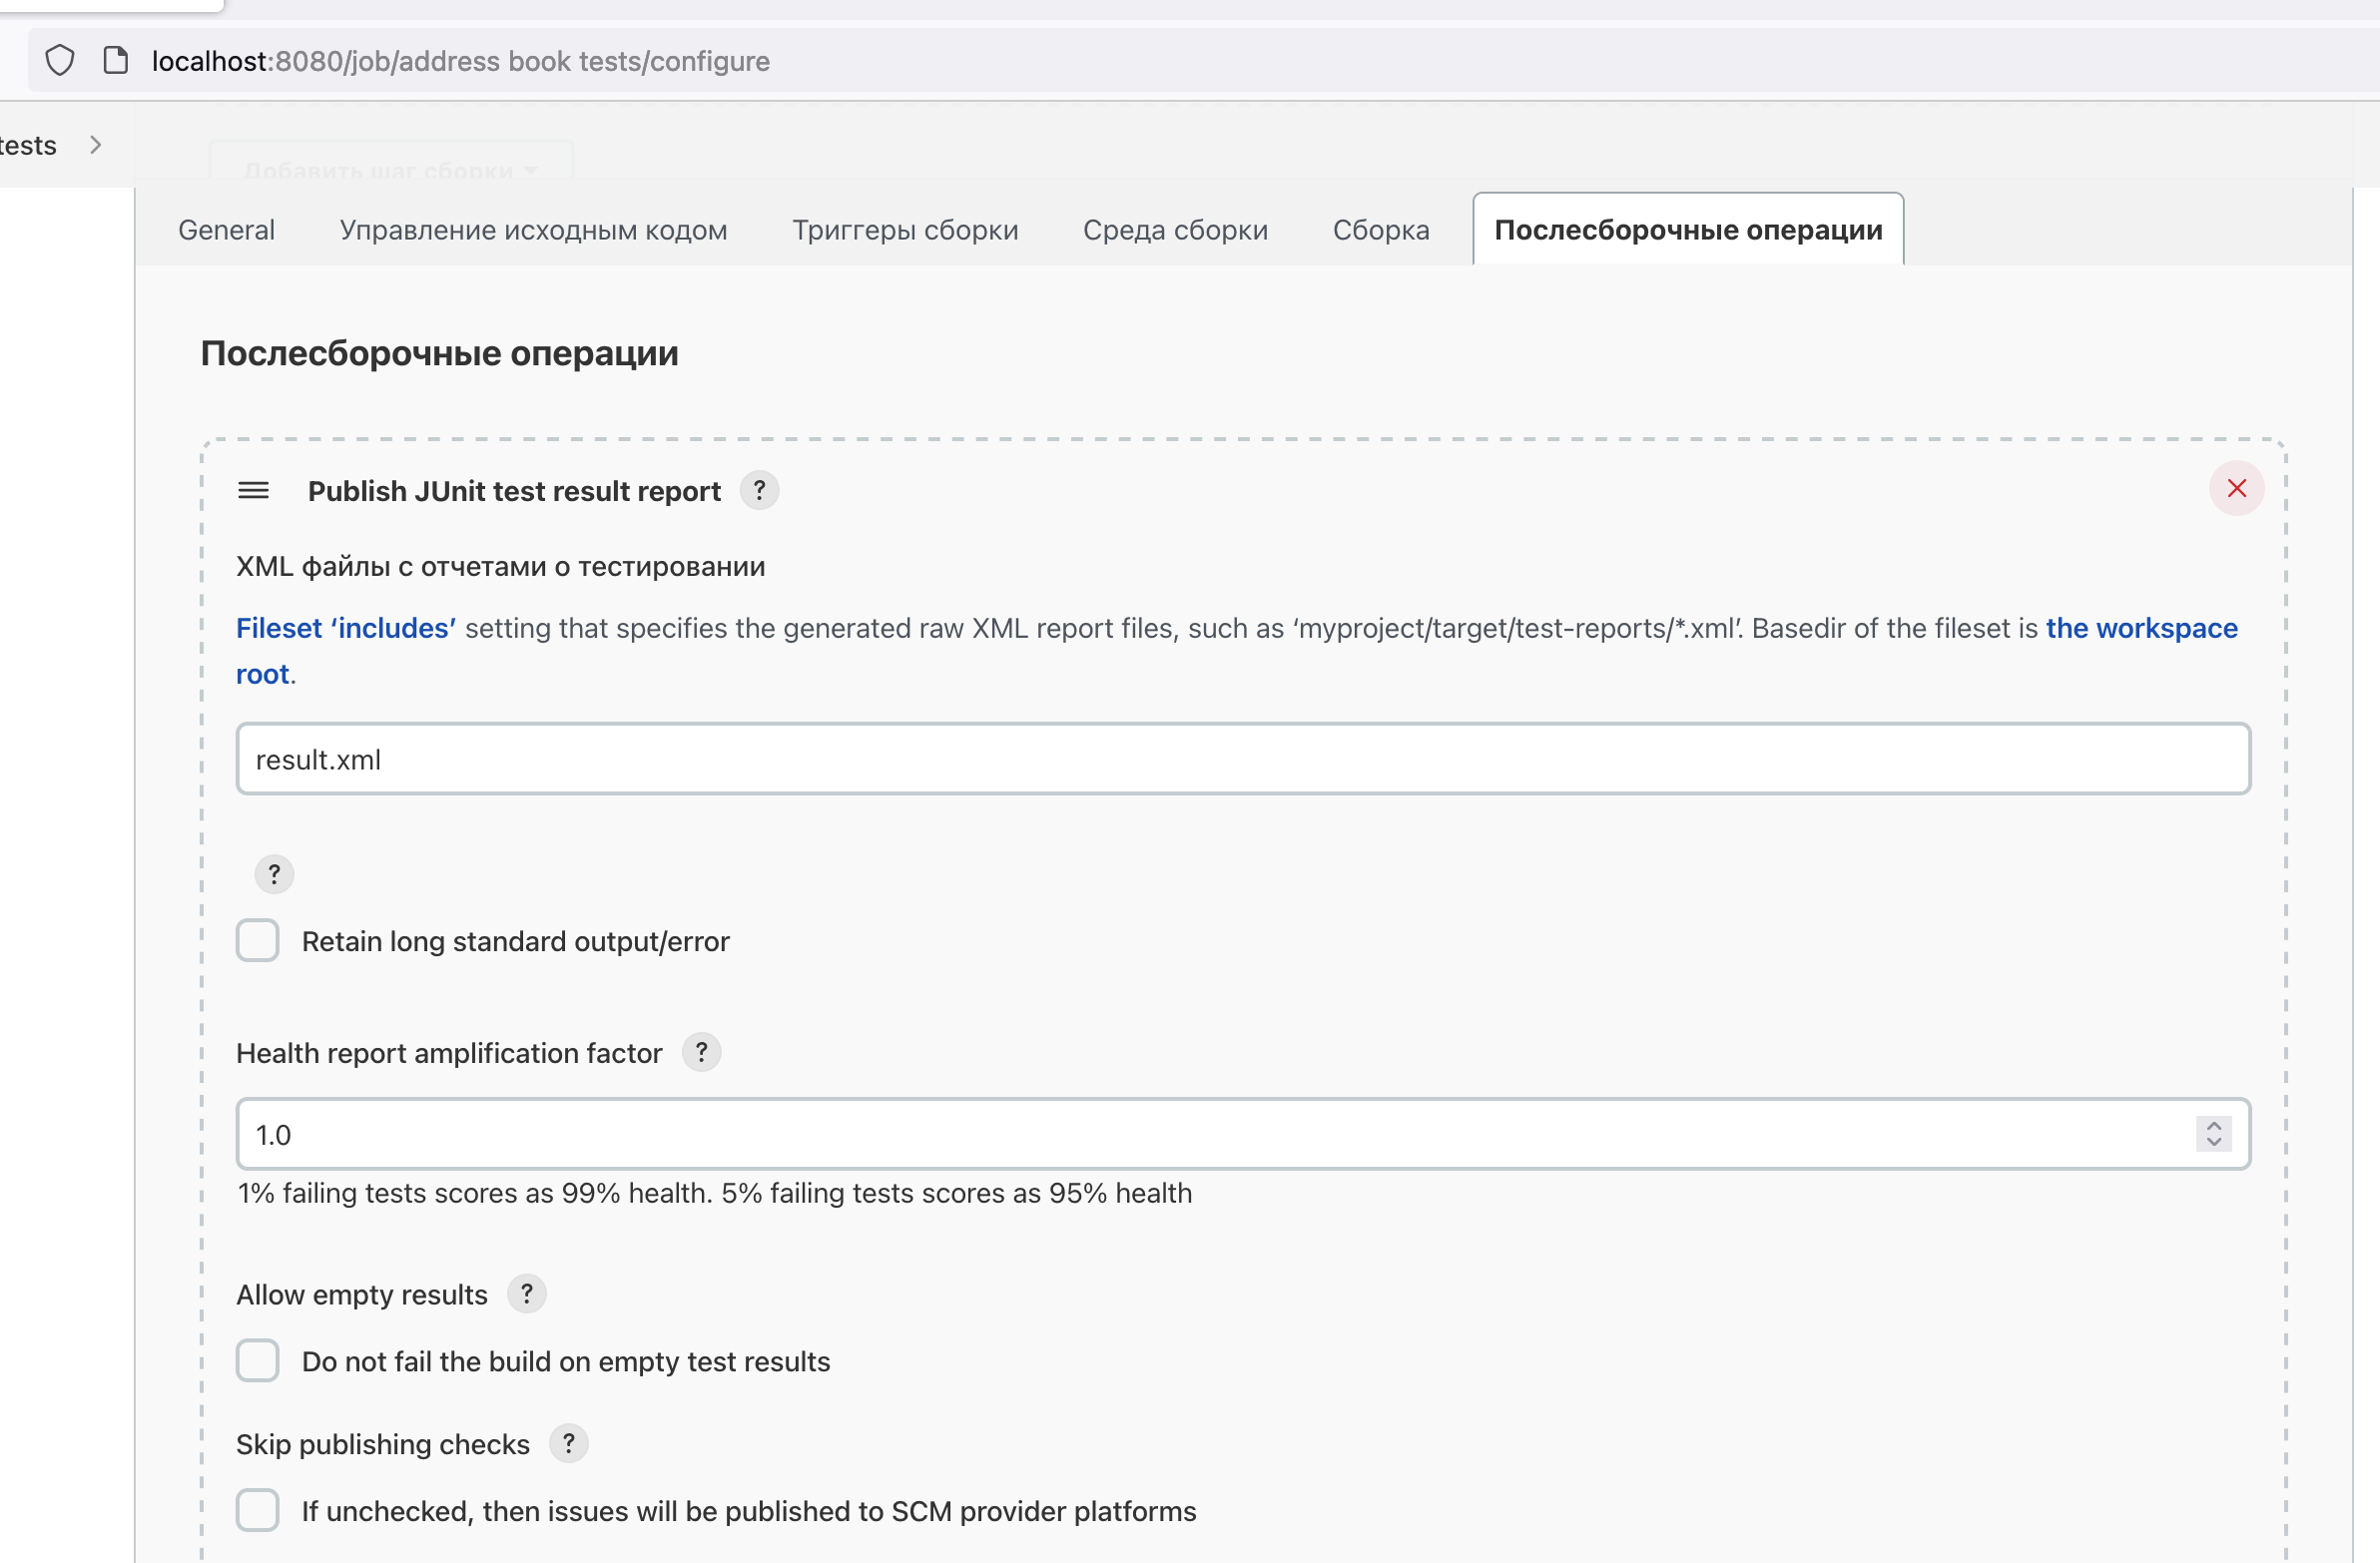 localhost:8080/job/address book tests/configure
tests
Добавить шаг сборки
General Управление исходным кодом Триггеры сборки Среда сборки Сборка Послесборочные операции
Послесборочные операции
Publish JUnit test result report ?
XML файлы с отчетами о тестировании
Fileset ‘includes’ setting that specifies the generated raw XML report files, such as ‘myproject/target/test-reports/*.xml’. Basedir of the fileset is the workspace
root.
result.xml
?
Retain long standard output/error
Health report amplification factor ?
1.0
1% failing tests scores as 99% health. 5% failing tests scores as 95% health
Allow empty results ?
Do not fail the build on empty test results
Skip publishing checks ?
If unchecked, then issues will be published to SCM provider platforms